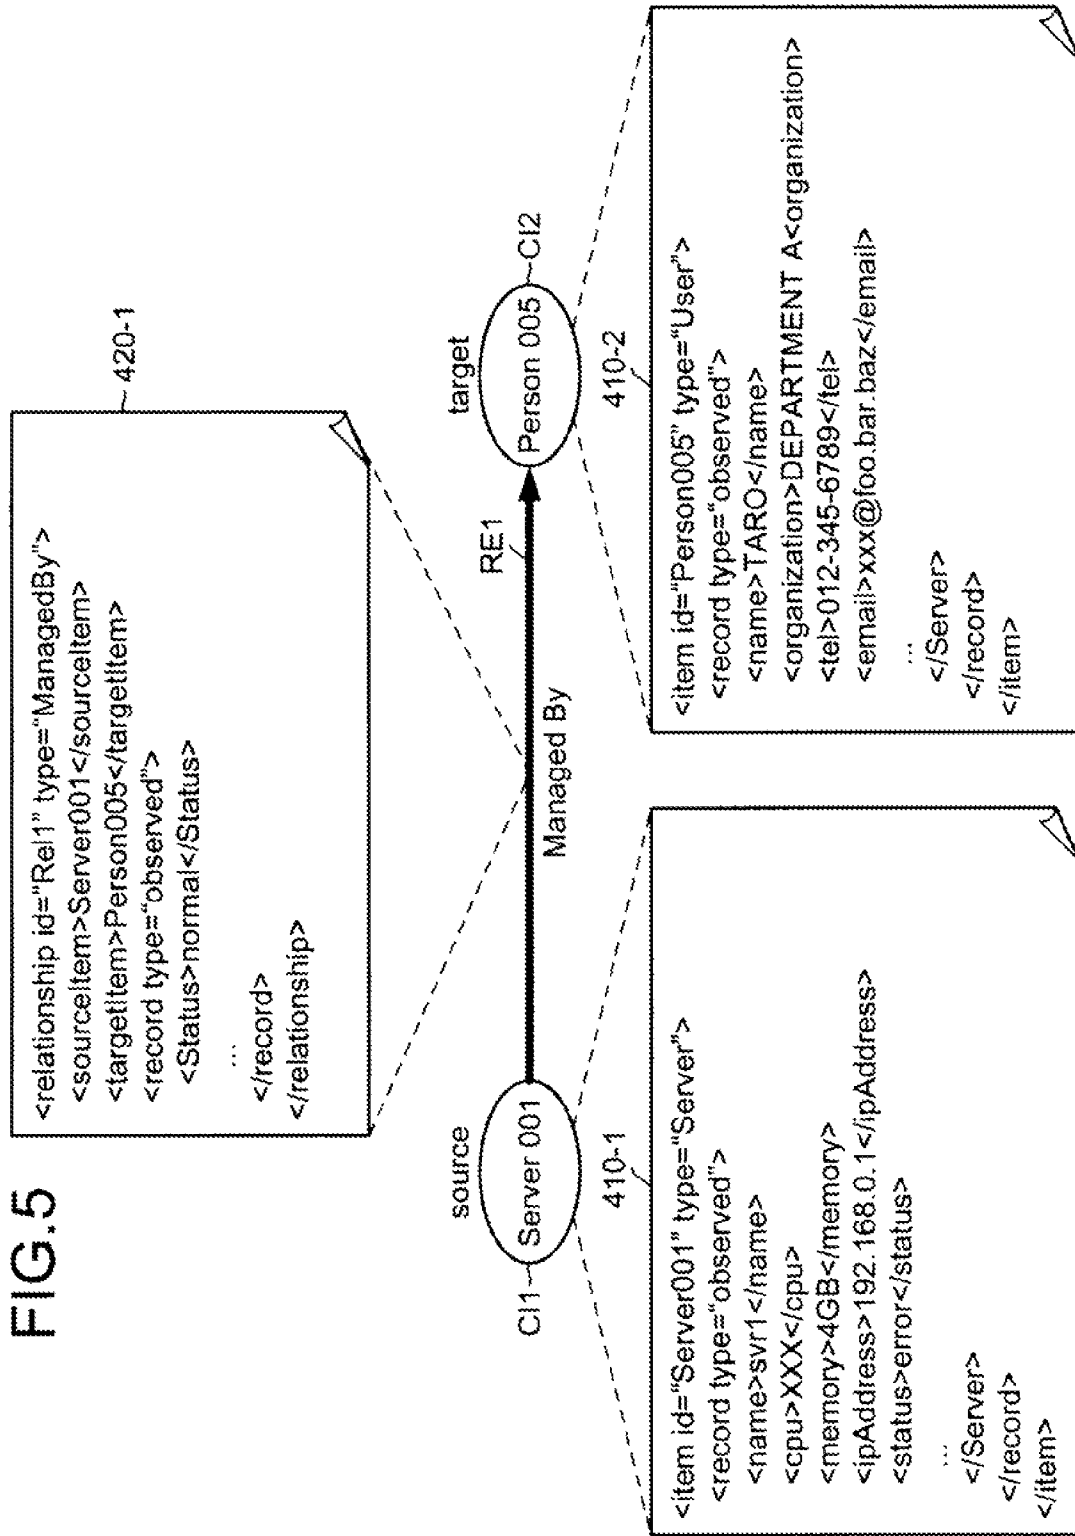 FIG.5
<relationship id="Rel1" type="ManagedBy">
<sourceItem>Server001</sourceItem>
<targetItem>Person005</targetItem>
<record type="observed">
<Status>normal</Status>
...
</record>
</relationship>
420-1
source
target
CI1
Server 001
RE1
Person 005
CI2
Managed By
410-1
<item id="Server001" type="Server">
<record type="observed">
<name>svr1</name>
<cpu>XXX</cpu>
<memory>4GB</memory>
<ipAddress>192.168.0.1</ipAddress>
<status>error</status>
...
</Server>
</record>
</item>
410-2
<item id="Person005" type="User">
<record type="observed">
<name>TARO</name>
<organization>DEPARTMENT A<organization>
<tel>012-345-6789</tel>
<email>xxx@foo.bar.baz</email>
...
</Server>
</record>
</item>